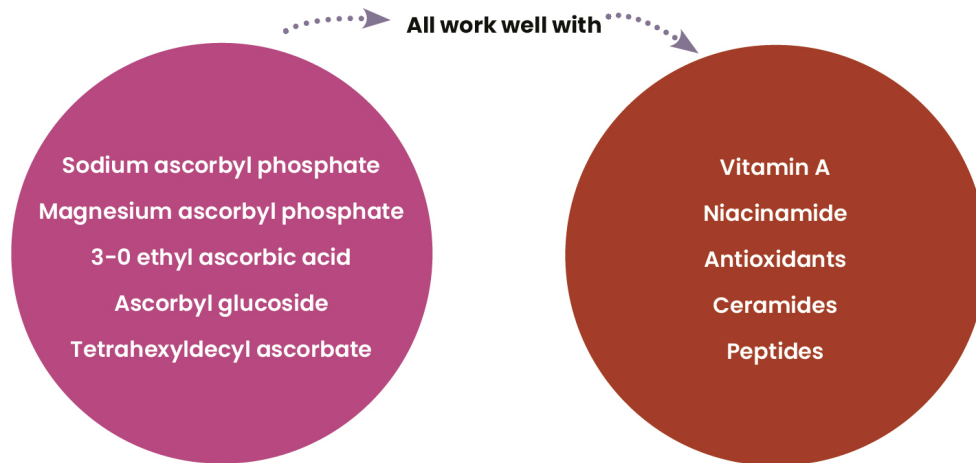 All work well with
Sodium ascorbyl phosphate
Magnesium ascorbyl phosphate
3-0 ethyl ascorbic acid
Ascorbyl glucoside
Tetrahexyldecyl ascorbate
Vitamin A
Niacinamide
Antioxidants
Ceramides
Peptides